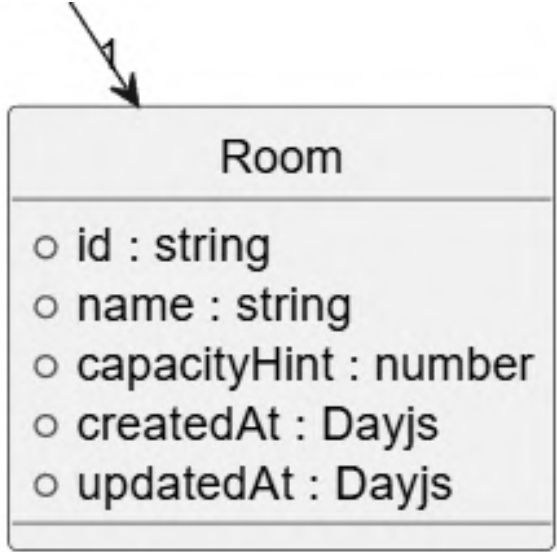 1
Room
id : string
name : string
capacityHint : number
createdAt : Dayjs
updatedAt : Dayjs